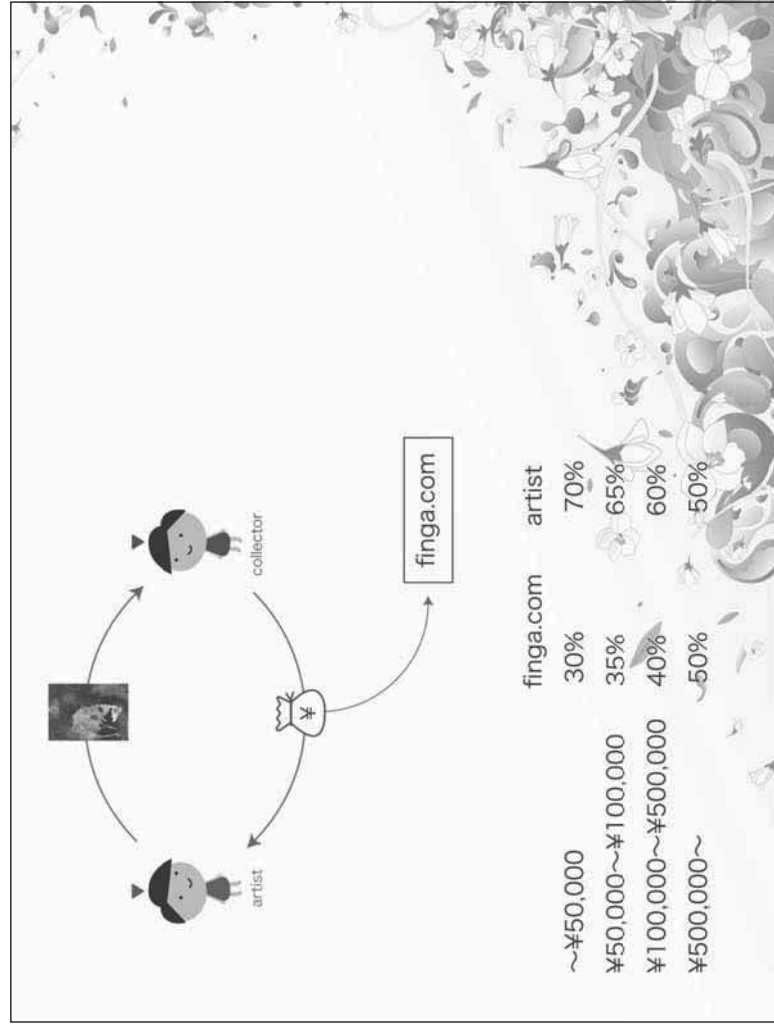 artist
collector
¥
finga.com
finga.com artist
～¥50,000 30% 70%
¥50,000～¥100,000 35% 65%
¥100,000～¥500,000 40% 60%
¥500,000～ 50% 50%